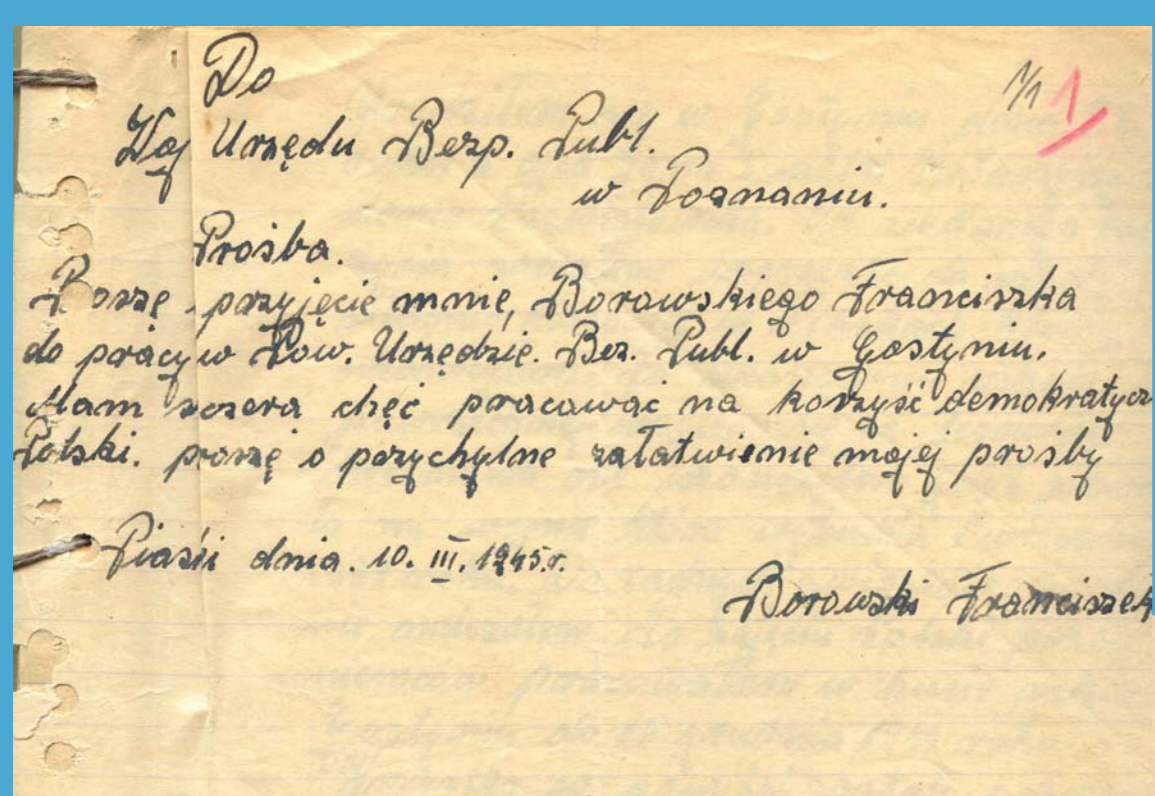 Do
Woj Urzędu Bezp. Publ.
w Poznaniu.
1/1 1
Prośba.
Proszę przyjęcie mnie, Borowskiego Franciszka
do pracy w Pow. Urzędzie. Bez. Publ. w Gostyniu.
Mam szczera chęć pracować na korzyść demokratycz
Polski. proszę o przychylne załatwienie mojej prośby
Piaski dnia. 10. III. 1945.r.
Borowski Franciszek